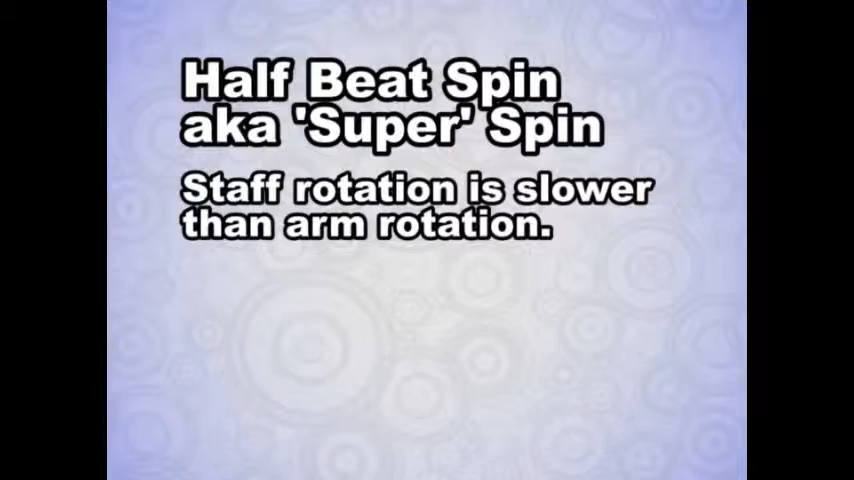 Half Beat Spin
aka 'Super' Spin
Staff rotation is slower
than arm rotation.